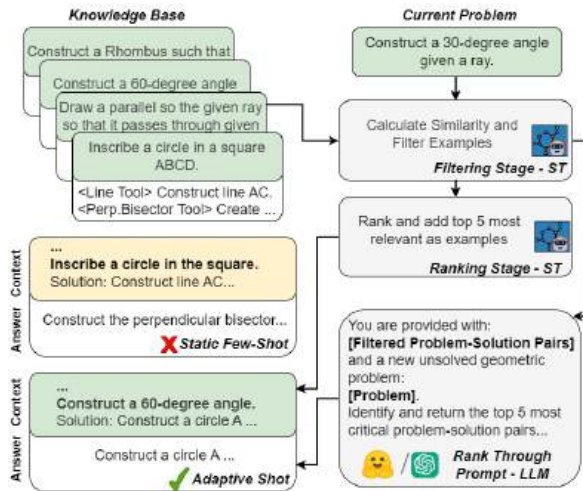 Knowledge Base
Construct a Rhombus such that
Construct a 60-degree angle
Draw a parallel so the given ray
so that it passes through given
Inscribe a circle in a square
ABCD.
<Line Tool> Construct line AC.
<Perp.Bisector Tool> Create ...
Current Problem
Construct a 30-degree angle
given a ray.
Calculate Similarity and
Filter Examples
Filtering Stage - ST
Rank and add top 5 most
relevant as examples
Ranking Stage - ST
Context
...
Inscribe a circle in the square.
Solution: Construct line AC...
Answer
Construct the perpendicular bisector...
Static Few-Shot
Context
...
Construct a 60-degree angle.
Solution: Construct a circle A ...
Answer
Construct a circle A ...
Adaptive Shot
You are provided with:
[Filtered Problem-Solution Pairs]
and a new unsolved geometric
problem:
[Problem].
Identify and return the top 5 most
critical problem-solution pairs...
/
Rank Through
Prompt - LLM